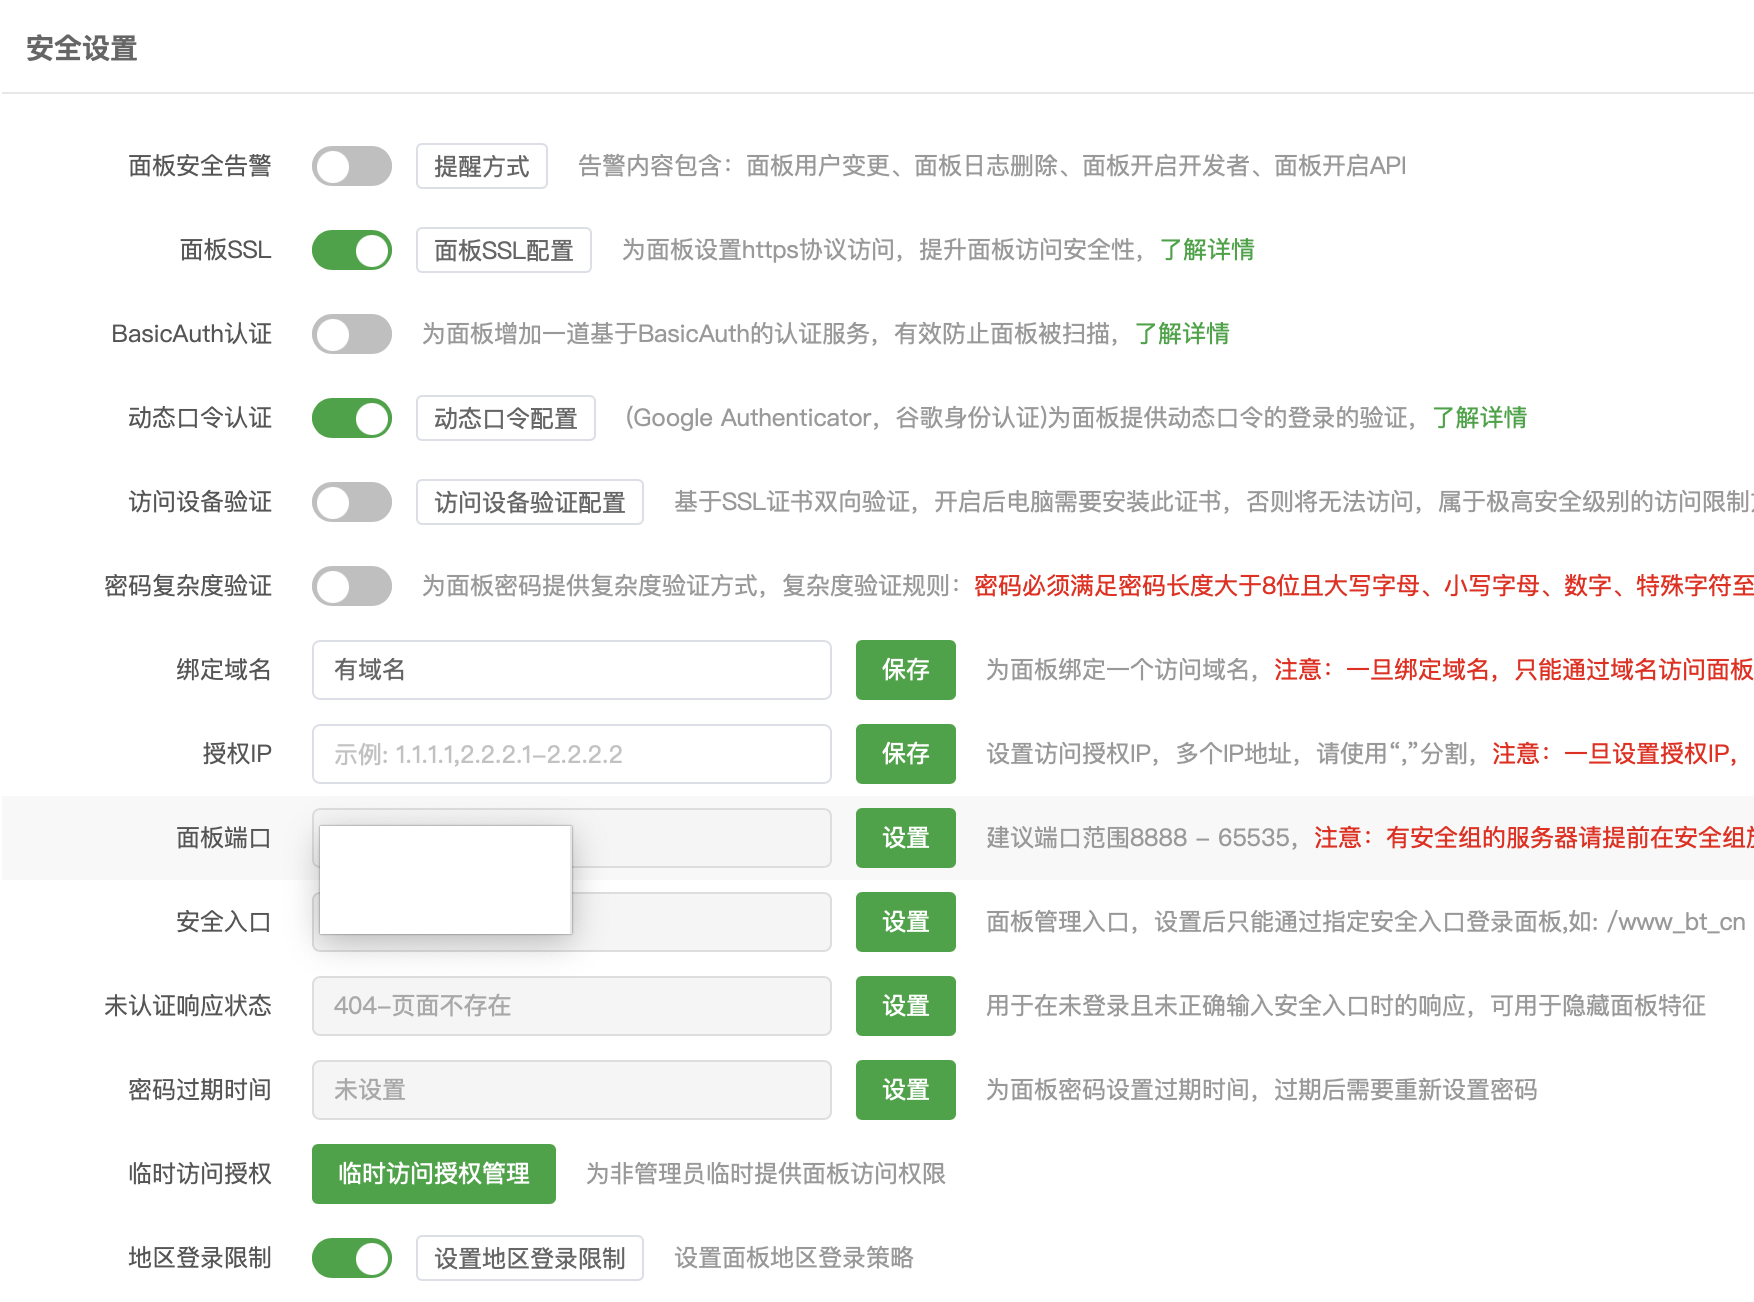 安全设置
面板安全告警 提醒方式 告警内容包含：面板用户变更、面板日志删除、面板开启开发者、面板开启API
面板SSL 面板SSL配置 为面板设置https协议访问，提升面板访问安全性，了解详情
BasicAuth认证 为面板增加一道基于BasicAuth的认证服务，有效防止面板被扫描，了解详情
动态口令认证 动态口令配置 (Google Authenticator，谷歌身份认证)为面板提供动态口令的登录的验证，了解详情
访问设备验证 访问设备验证配置 基于SSL证书双向验证，开启后电脑需要安装此证书，否则将无法访问，属于极高安全级别的访问限制
密码复杂度验证 为面板密码提供复杂度验证方式，复杂度验证规则：密码必须满足密码长度大于8位且大写字母、小写字母、数字、特殊字符至
绑定域名 有域名 保存 为面板绑定一个访问域名，注意：一旦绑定域名，只能通过域名访问面板
授权IP 示例: 1.1.1.1,2.2.2.1-2.2.2.2 保存 设置访问授权IP，多个IP地址，请使用“,”分割，注意：一旦设置授权IP，
面板端口 设置 建议端口范围8888 - 65535，注意：有安全组的服务器请提前在安全组
安全入口 设置 面板管理入口，设置后只能通过指定安全入口登录面板,如: /www_bt_cn
未认证响应状态 404-页面不存在 设置 用于在未登录且未正确输入安全入口时的响应，可用于隐藏面板特征
密码过期时间 未设置 设置 为面板密码设置过期时间，过期后需要重新设置密码
临时访问授权 临时访问授权管理 为非管理员临时提供面板访问权限
地区登录限制 设置地区登录限制 设置面板地区登录策略